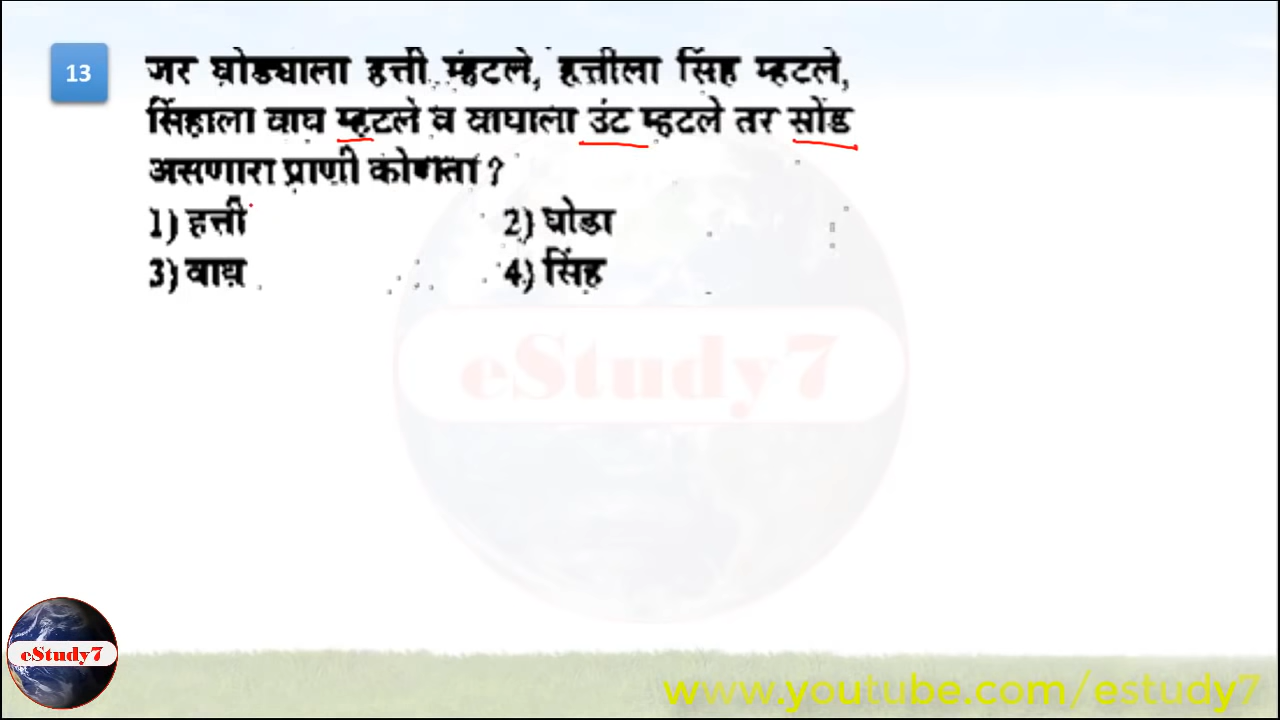 13
जर घोड्याला हत्ती म्हटले, हत्तीला सिंह म्हटले,
सिंहाला वाघ म्हटले व वाघाला उंट म्हटले तर सोंड
असणारा प्राणी कोणता ?
1) हत्ती 2) घोडा
3) वाघ 4) सिंह
eStudy7
eStudy7
www.youtube.com/estudy7